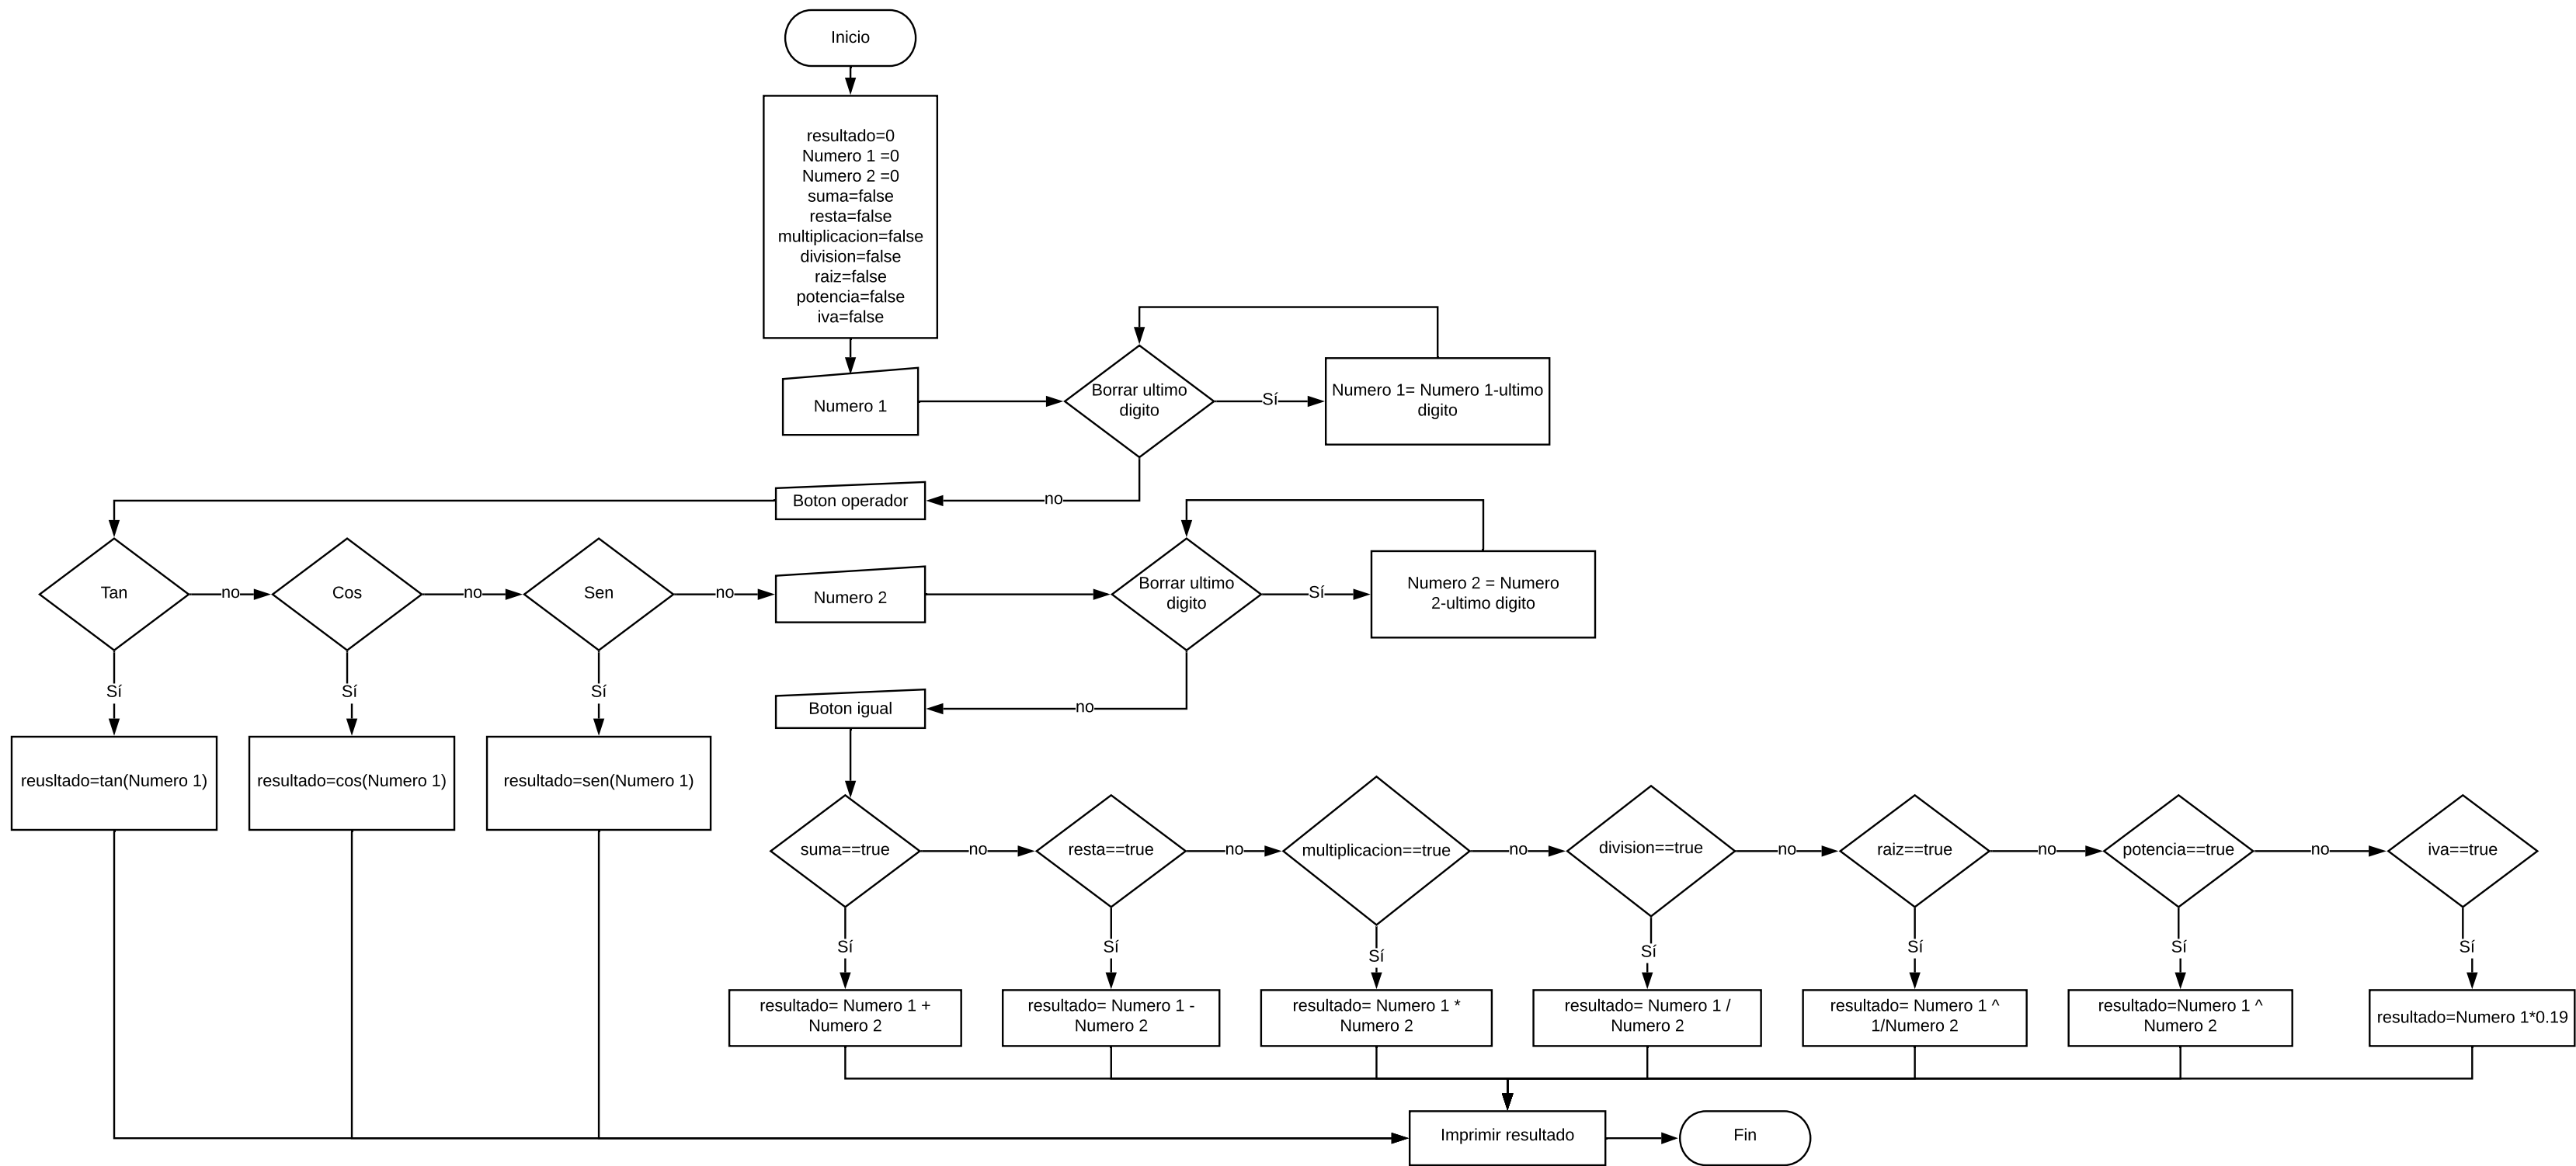 Inicio
resultado=0
Numero 1 =0
Numero 2 =0
suma=false
resta=false
multiplicacion=false
division=false
raiz=false
potencia=false
iva=false
Numero 1
Borrar ultimo
digito
Sí
Numero 1= Numero 1-ultimo
digito
no
Boton operador
Tan
no
Cos
no
Sen
no
Numero 2
Borrar ultimo
digito
Sí
Numero 2 = Numero
2-ultimo digito
Sí
Sí
Sí
no
Boton igual
reusltado=tan(Numero 1)
resultado=cos(Numero 1)
resultado=sen(Numero 1)
suma==true
no
resta==true
no
multiplicacion==true
no
division==true
no
raiz==true
no
potencia==true
no
iva==true
Sí
Sí
Sí
Sí
Sí
Sí
Sí
resultado= Numero 1 +
Numero 2
resultado= Numero 1 -
Numero 2
resultado= Numero 1 *
Numero 2
resultado= Numero 1 /
Numero 2
resultado= Numero 1 ^
1/Numero 2
resultado=Numero 1 ^
Numero 2
resultado=Numero 1*0.19
Imprimir resultado
Fin